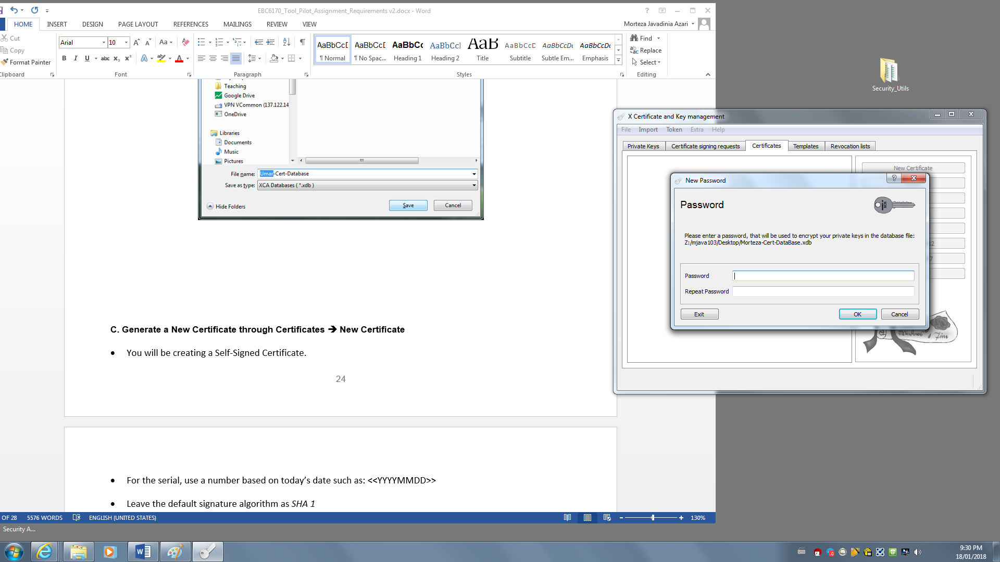 EBC6170_Tool_Pilot_Assignment_Requirements v2.docx - Word
HOME INSERT DESIGN PAGE LAYOUT REFERENCES MAILINGS REVIEW VIEW
Morteza Javadinia Azari
Cut
Copy
Format Painter
Clipboard
Arial 10
Font
Paragraph
AaBbCcI AaBbCcI AaBbCc AaBbCcI AaB AaBbCcD AaBbCcDc AaBbCcDc
¶ Normal ¶ No Spac... Heading 1 Heading 2 Title Subtitle Subtle Em... Emphasis
Styles
Find
Replace
Select
Editing
Teaching
Google Drive
VPN VCommon (137.122.14
OneDrive
Libraries
Documents
Music
Pictures
File name: Umar-Cert-Database
Save as type: XCA Databases ( *.xdb )
Hide Folders
Save Cancel
C. Generate a New Certificate through Certificates ➔ New Certificate
• You will be creating a Self-Signed Certificate.
24
• For the serial, use a number based on today’s date such as: <<YYYYMMDD>>
• Leave the default signature algorithm as SHA 1
OF 28 5576 WORDS ENGLISH (UNITED STATES) 130%
Security A...
Security_Utils
X Certificate and Key management
File Import Token Extra Help
Private Keys Certificate signing requests Certificates Templates Revocation lists
New Certificate
New Password
Password
Please enter a password, that will be used to encrypt your private keys in the database file:
Z:/mjava103/Desktop/Morteza-Cert-DataBase.xdb
Password
Repeat Password
Exit OK Cancel
9:30 PM
18/01/2018